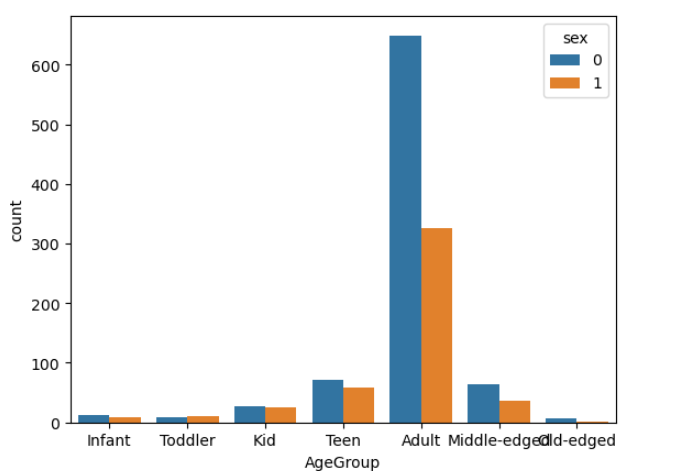 sex
0
1
600
500
400
300
200
100
0
count
Infant Toddler Kid Teen Adult Middle-edged Old-edged
AgeGroup